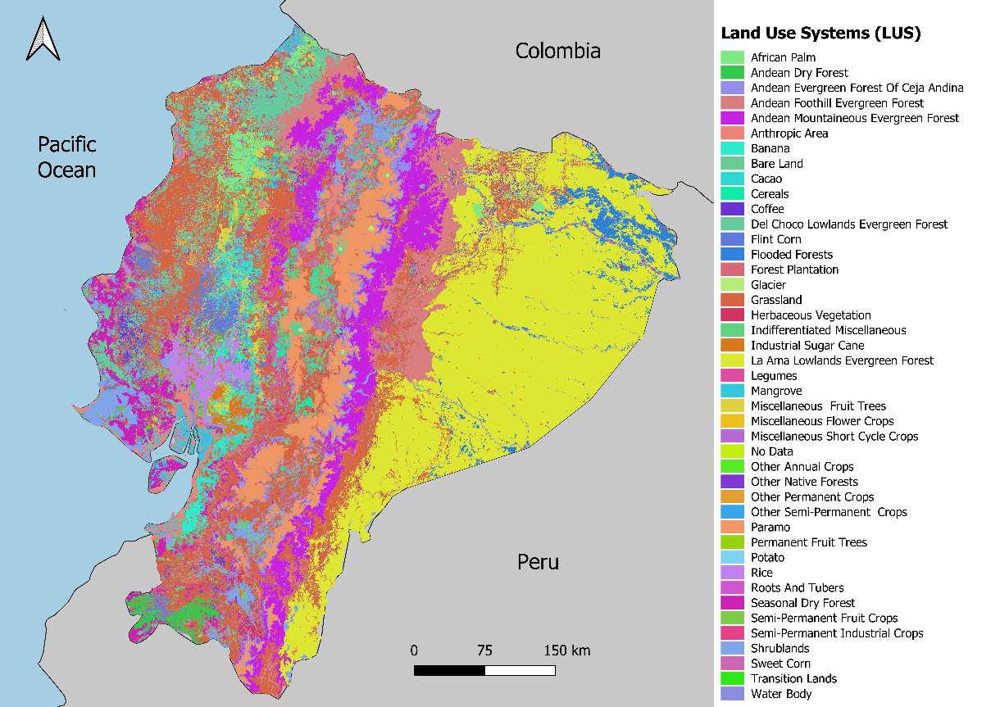 Colombia
Pacific
Ocean
Peru
0 75 150 km
Land Use Systems (LUS)
African Palm
Andean Dry Forest
Andean Evergreen Forest Of Ceja Andina
Andean Foothill Evergreen Forest
Andean Mountaineous Evergreen Forest
Anthropic Area
Banana
Bare Land
Cacao
Cereals
Coffee
Del Choco Lowlands Evergreen Forest
Flint Corn
Flooded Forests
Forest Plantation
Glacier
Grassland
Herbaceous Vegetation
Indifferentiated Miscellaneous
Industrial Sugar Cane
La Ama Lowlands Evergreen Forest
Legumes
Mangrove
Miscellaneous  Fruit Trees
Miscellaneous Flower Crops
Miscellaneous Short Cycle Crops
No Data
Other Annual Crops
Other Native Forests
Other Permanent Crops
Other Semi-Permanent  Crops
Paramo
Permanent Fruit Trees
Potato
Rice
Roots And Tubers
Seasonal Dry Forest
Semi-Permanent Fruit Crops
Semi-Permanent Industrial Crops
Shrublands
Sweet Corn
Transition Lands
Water Body